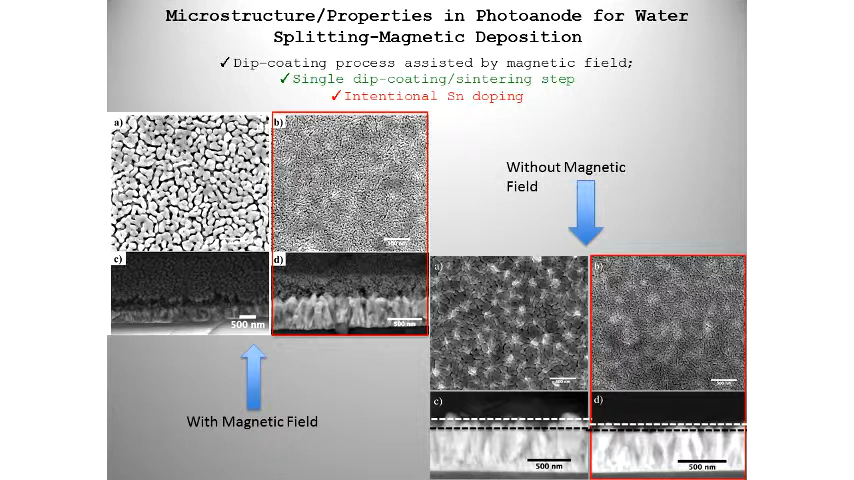 Microstructure/Properties in Photoanode for Water
Splitting-Magnetic Deposition
✓Dip-coating process assisted by magnetic field;
✓Single dip-coating/sintering step
✓Intentional Sn doping
a)
b)
c)
500 nm
d)
500 nm
With Magnetic Field
Without Magnetic
Field
a)
b)
c)
500 nm
d)
500 nm